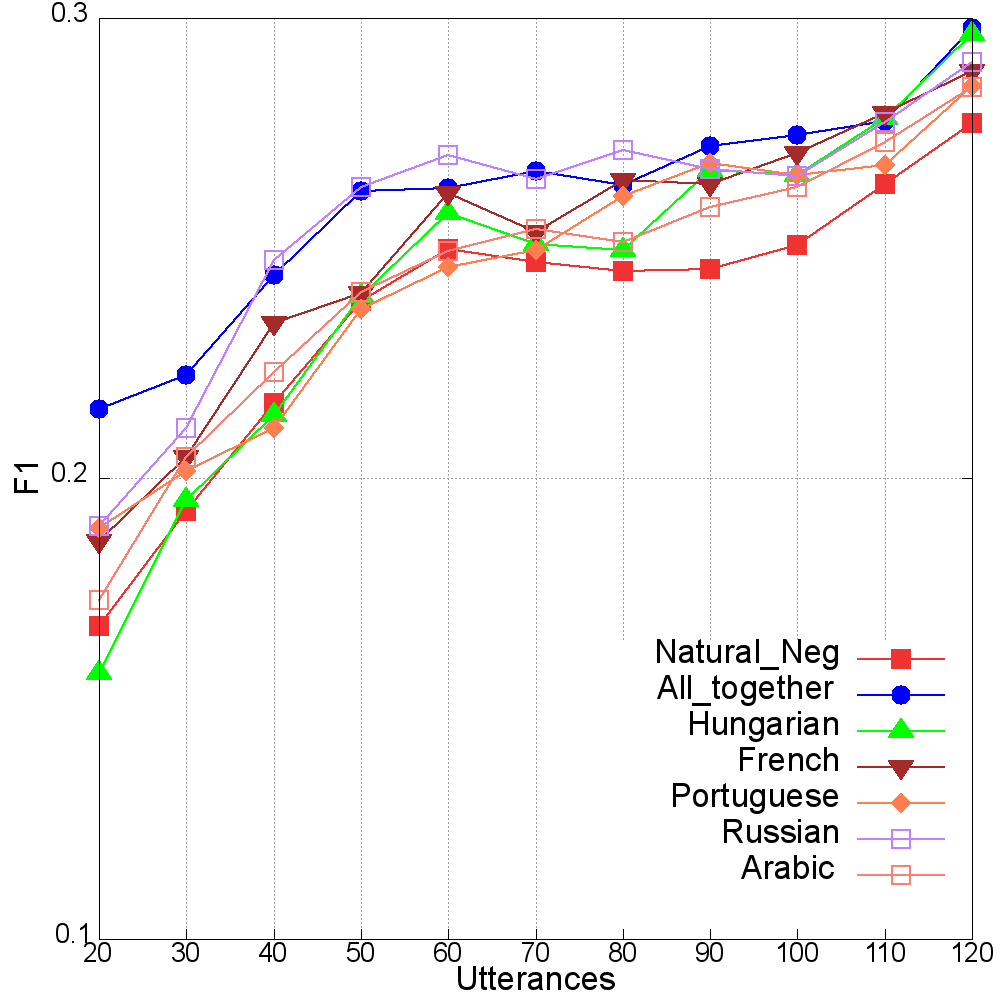 0.3
0.2
0.1
F1
Natural_Neg
All_together
Hungarian
French
Portuguese
Russian
Arabic
20 30 40 50 60 70 80 90 100 110 120
Utterances